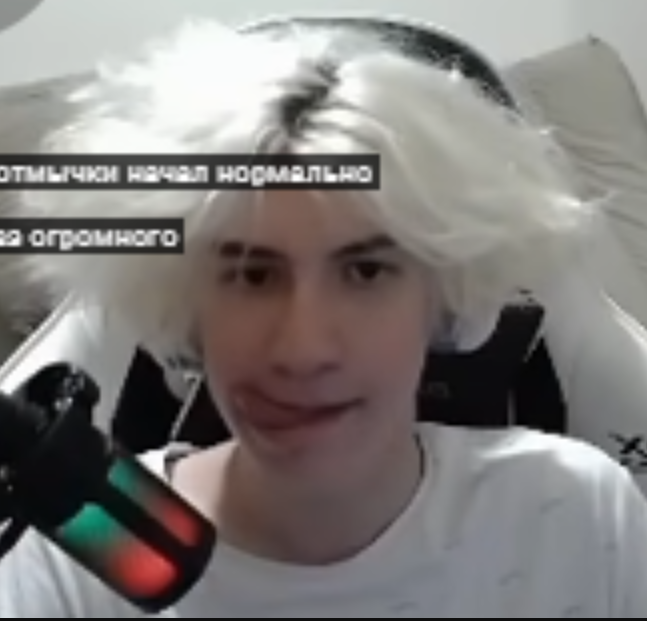 отмычки начал нормально
огромного